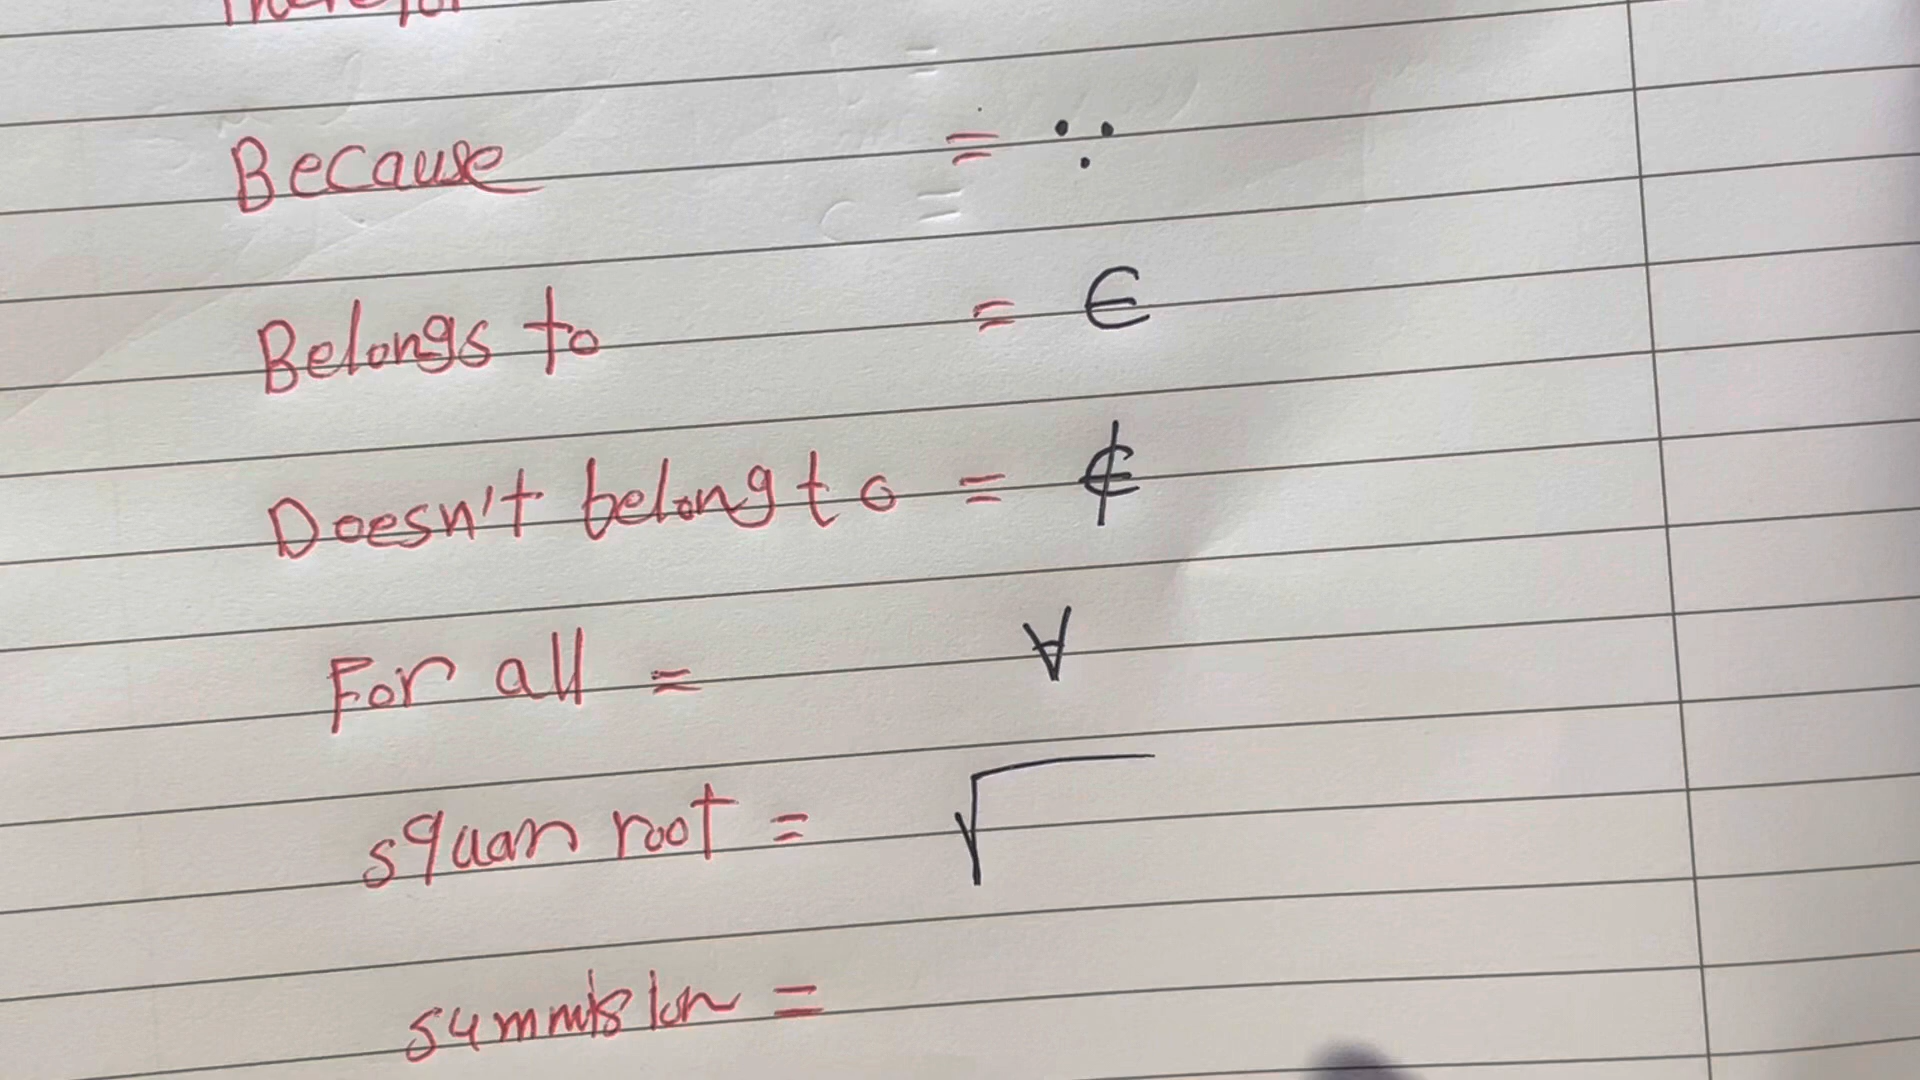 Because = ∵
Belongs to = ∈
Doesn't belong to = ∉
For all = ∀
squan root = √
summision =